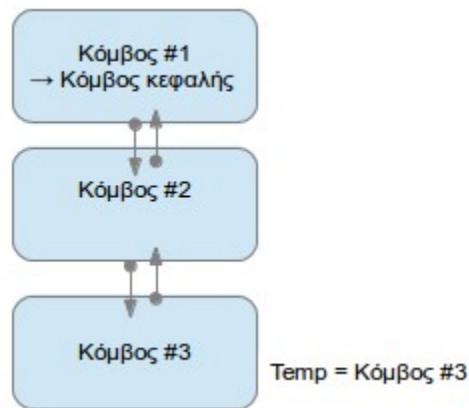 Κόμβος #1
→ Κόμβος κεφαλής
Κόμβος #2
Κόμβος #3
Temp = Κόμβος #3